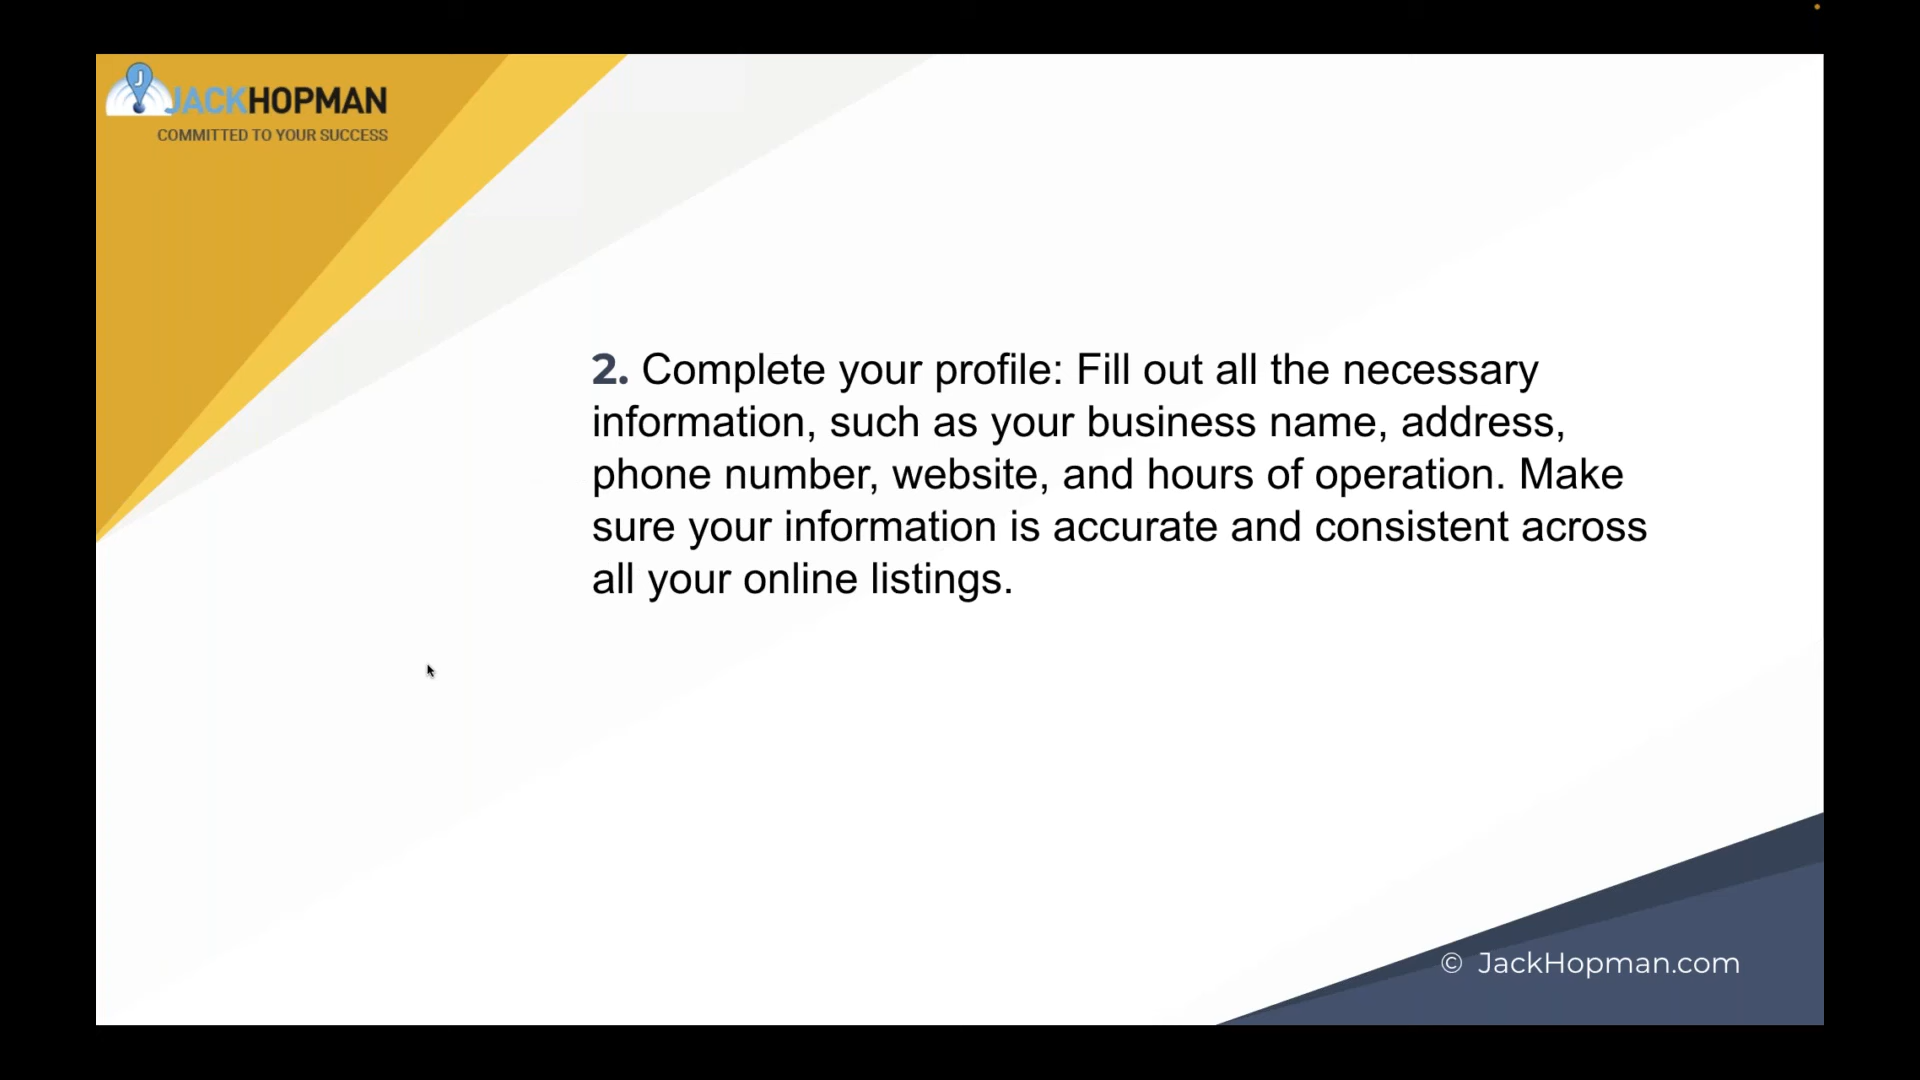 J
JACKHOPMAN
COMMITTED TO YOUR SUCCESS
2. Complete your profile: Fill out all the necessary
information, such as your business name, address,
phone number, website, and hours of operation. Make
sure your information is accurate and consistent across
all your online listings.
© JackHopman.com